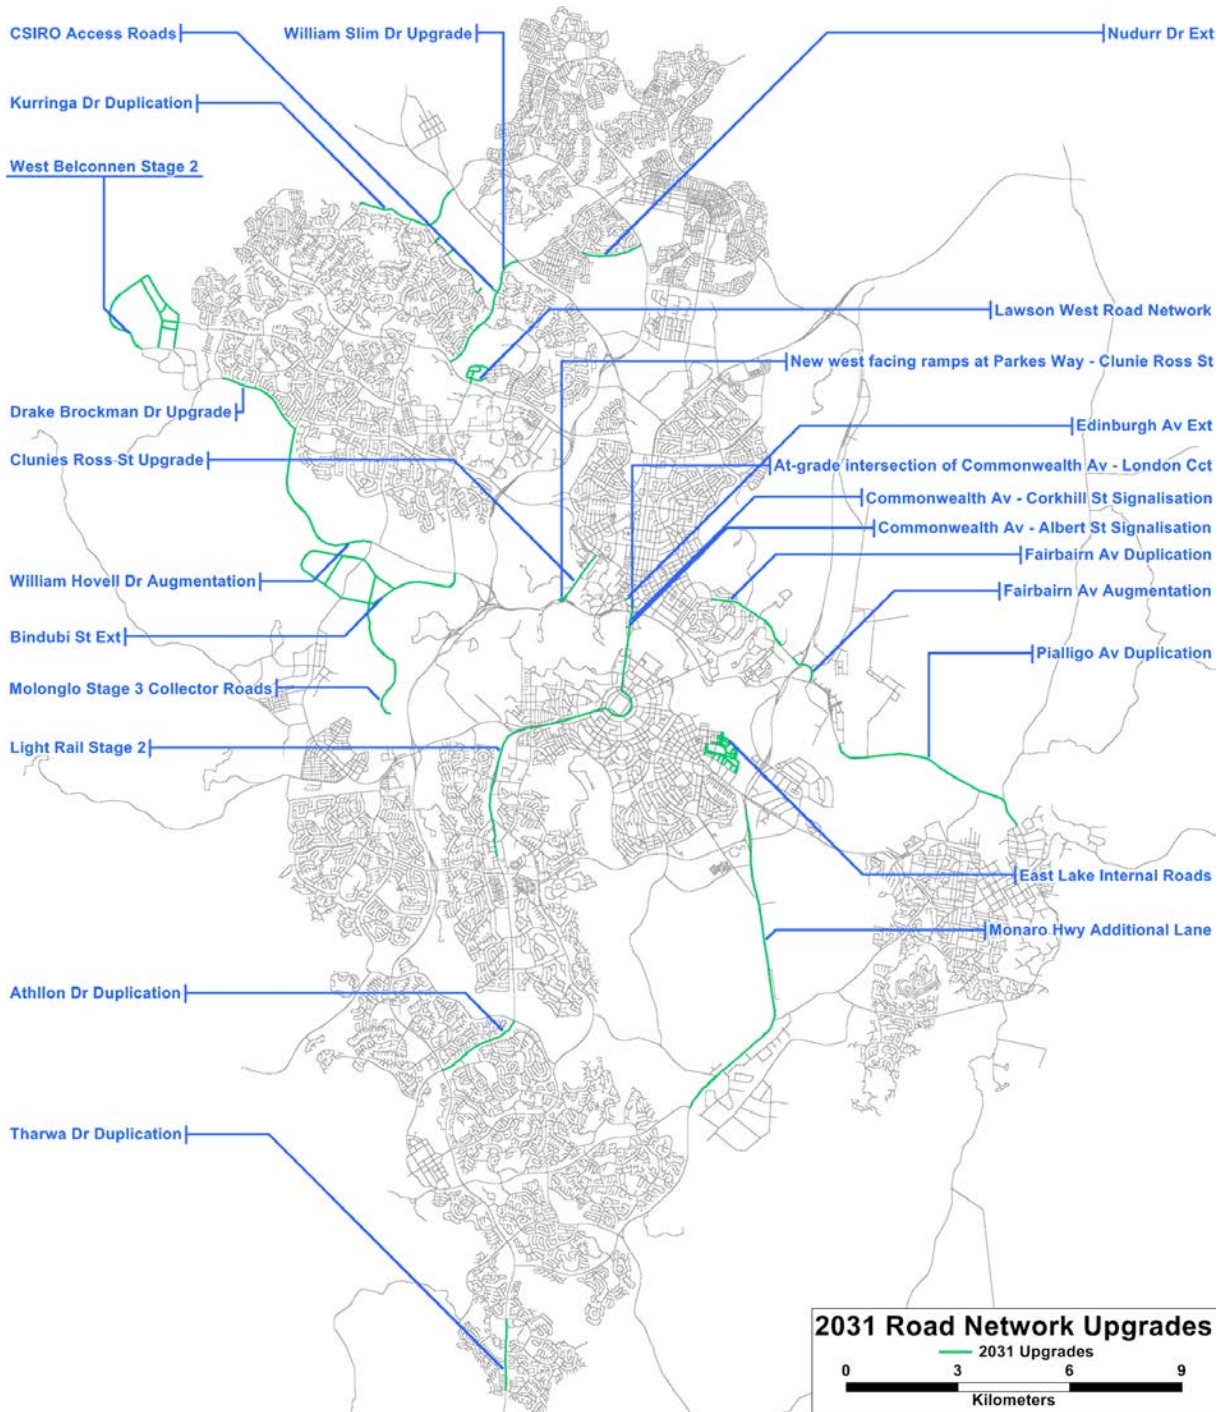 CSIRO Access Roads
William Slim Dr Upgrade
Nudurr Dr Ext
Kurringa Dr Duplication
West Belconnen Stage 2
Lawson West Road Network
New west facing ramps at Parkes Way - Clunie Ross St
Drake Brockman Dr Upgrade
Edinburgh Av Ext
Clunies Ross St Upgrade
At-grade intersection of Commonwealth Av - London Cct
Commonwealth Av - Corkhill St Signalisation
Commonwealth Av - Albert St Signalisation
Fairbairn Av Duplication
William Hovell Dr Augmentation
Fairbairn Av Augmentation
Bindubi St Ext
Pialligo Av Duplication
Molonglo Stage 3 Collector Roads
Light Rail Stage 2
East Lake Internal Roads
Monaro Hwy Additional Lane
Athllon Dr Duplication
Tharwa Dr Duplication
2031 Road Network Upgrades
2031 Upgrades
0 3 6 9
Kilometers